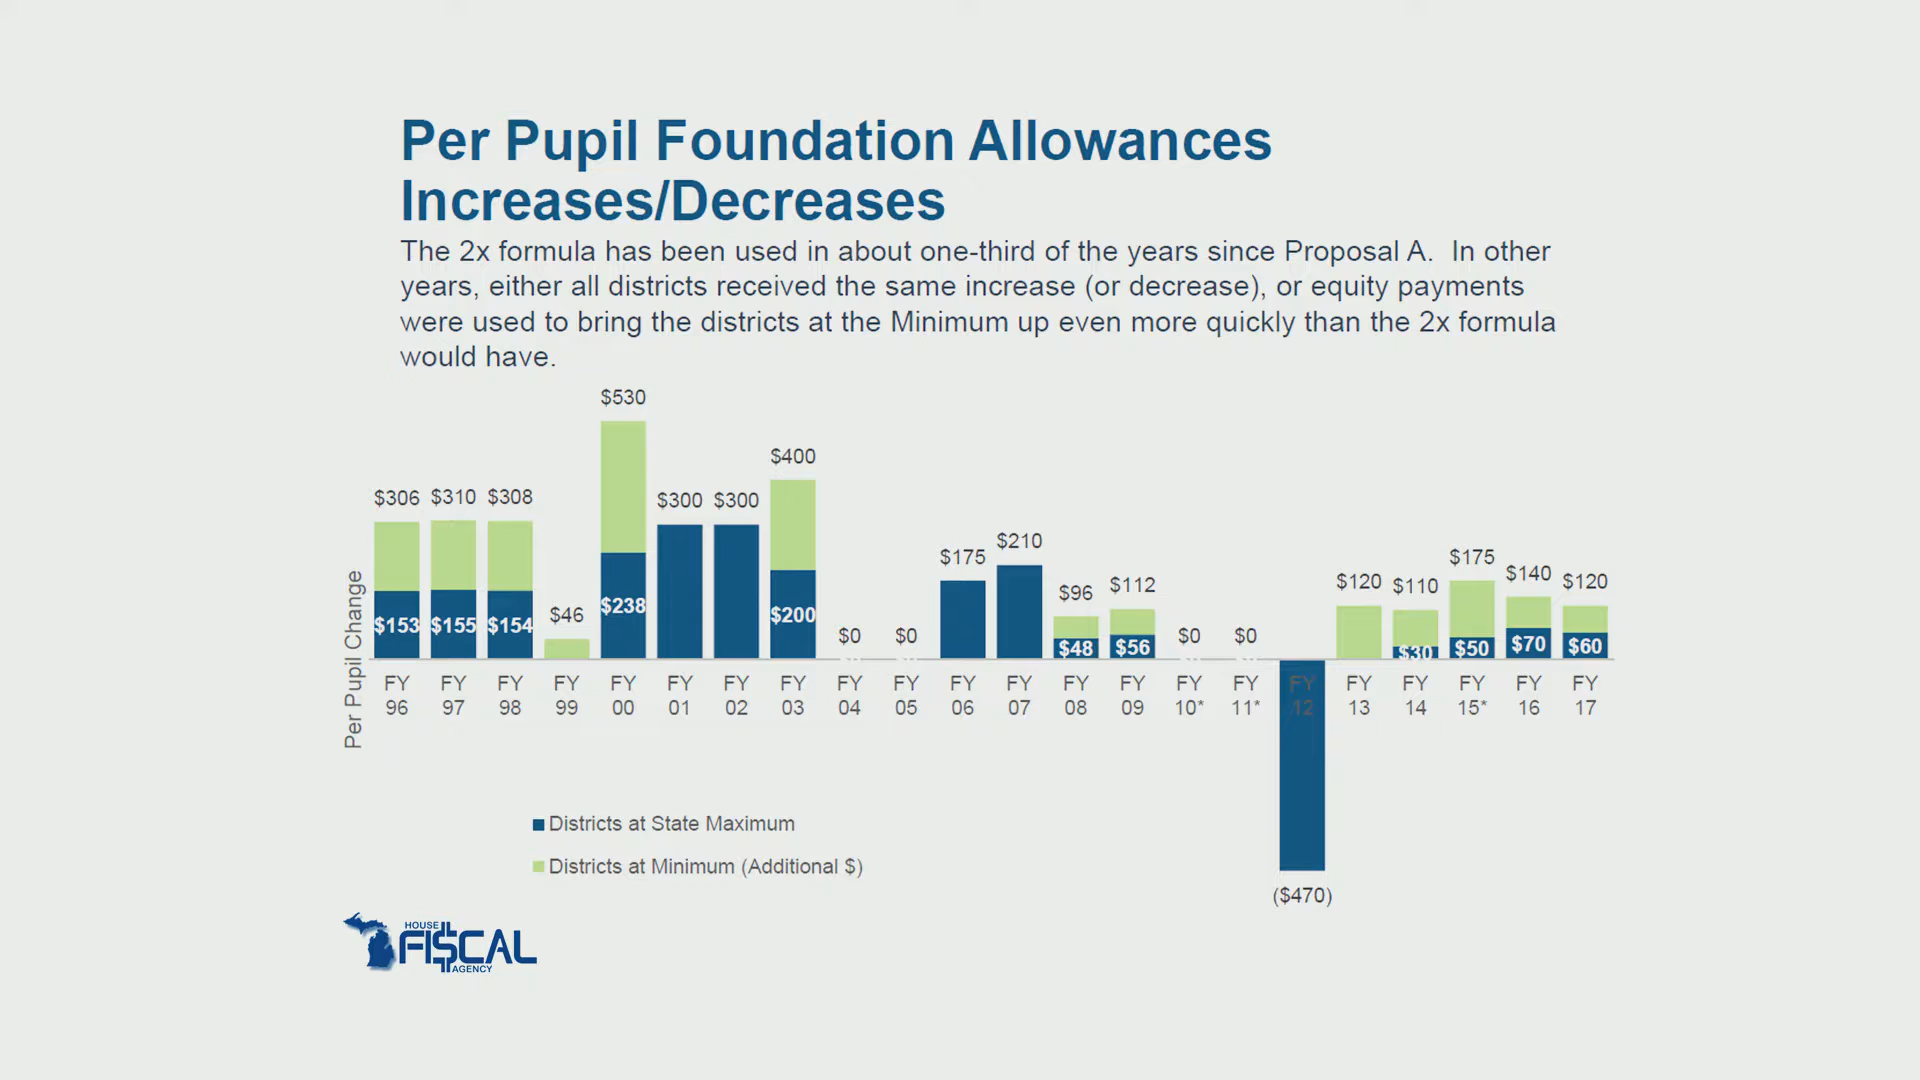 Per Pupil Foundation Allowances
Increases/Decreases
The 2x formula has been used in about one-third of the years since Proposal A. In other
years, either all districts received the same increase (or decrease), or equity payments
were used to bring the districts at the Minimum up even more quickly than the 2x formula
would have.
$530
$400
$306 $310 $308
$300 $300
$210
$175
$175
$140
$120 $110
$120
$112
$96
$46
$238
$200
$153 $155 $154
$0 $0
$0 $0
$48 $56
$30 $50 $70 $60
Per Pupil Change
FY 96
FY 97
FY 98
FY 99
FY 00
FY 01
FY 02
FY 03
FY 04
FY 05
FY 06
FY 07
FY 08
FY 09
FY 10*
FY 11*
FY 12
FY 13
FY 14
FY 15*
FY 16
FY 17
($470)
Districts at State Maximum
Districts at Minimum (Additional $)
HOUSE
FI$CAL
AGENCY